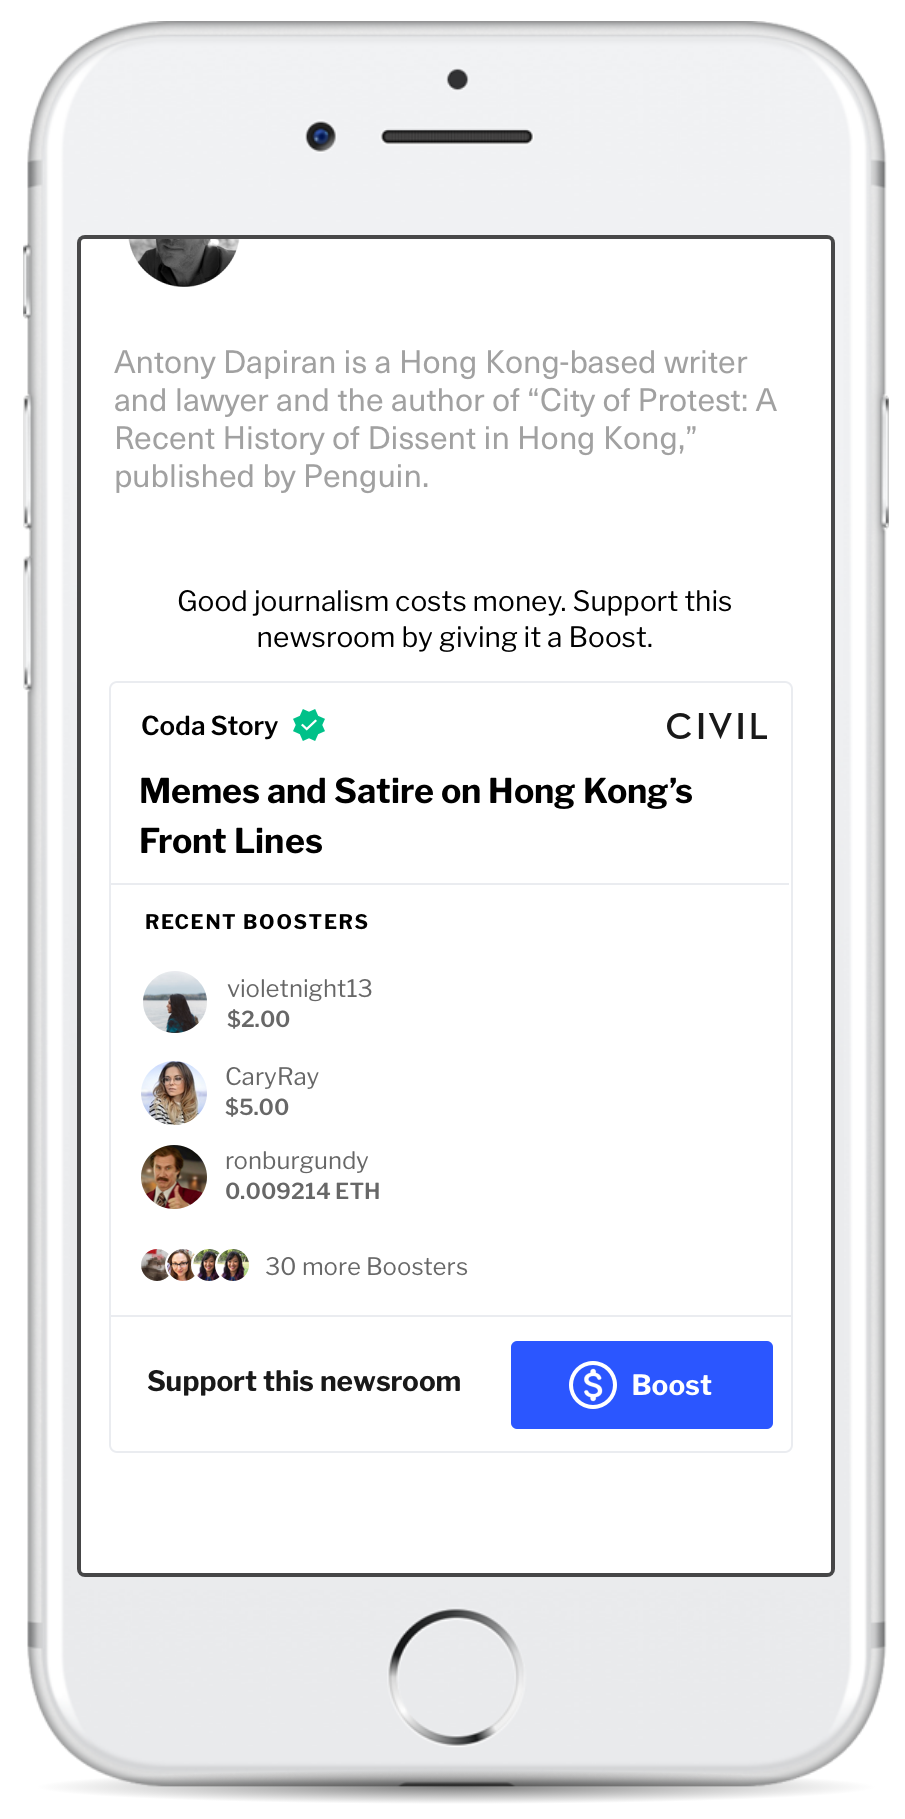 Antony Dapiran is a Hong Kong-based writer
and lawyer and the author of “City of Protest: A
Recent History of Dissent in Hong Kong,”
published by Penguin.
Good journalism costs money. Support this
newsroom by giving it a Boost.
Coda Story
CIVIL
Memes and Satire on Hong Kong’s
Front Lines
RECENT BOOSTERS
violetnight13
$2.00
CaryRay
$5.00
ronburgundy
0.009214 ETH
30 more Boosters
Support this newsroom
$ Boost